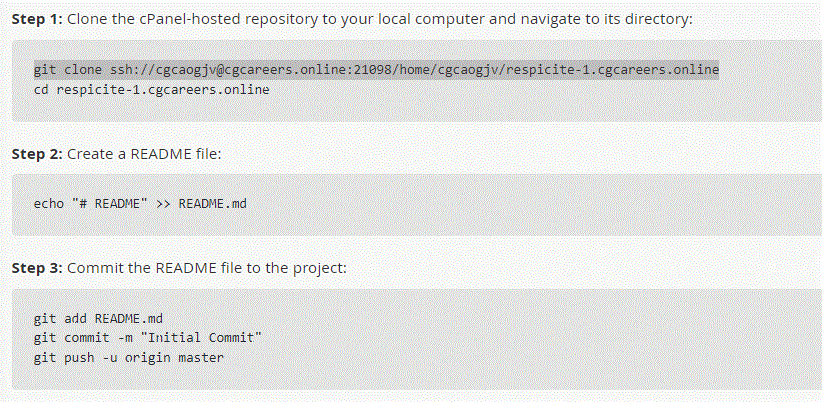 Step 1: Clone the cPanel-hosted repository to your local computer and navigate to its directory:
git clone ssh://cgcaogjv@cgcareers.online:21098/home/cgcaogjv/respicite-1.cgcareers.online
cd respicite-1.cgcareers.online
Step 2: Create a README file:
echo "# README" >> README.md
Step 3: Commit the README file to the project:
git add README.md
git commit -m "Initial Commit"
git push -u origin master